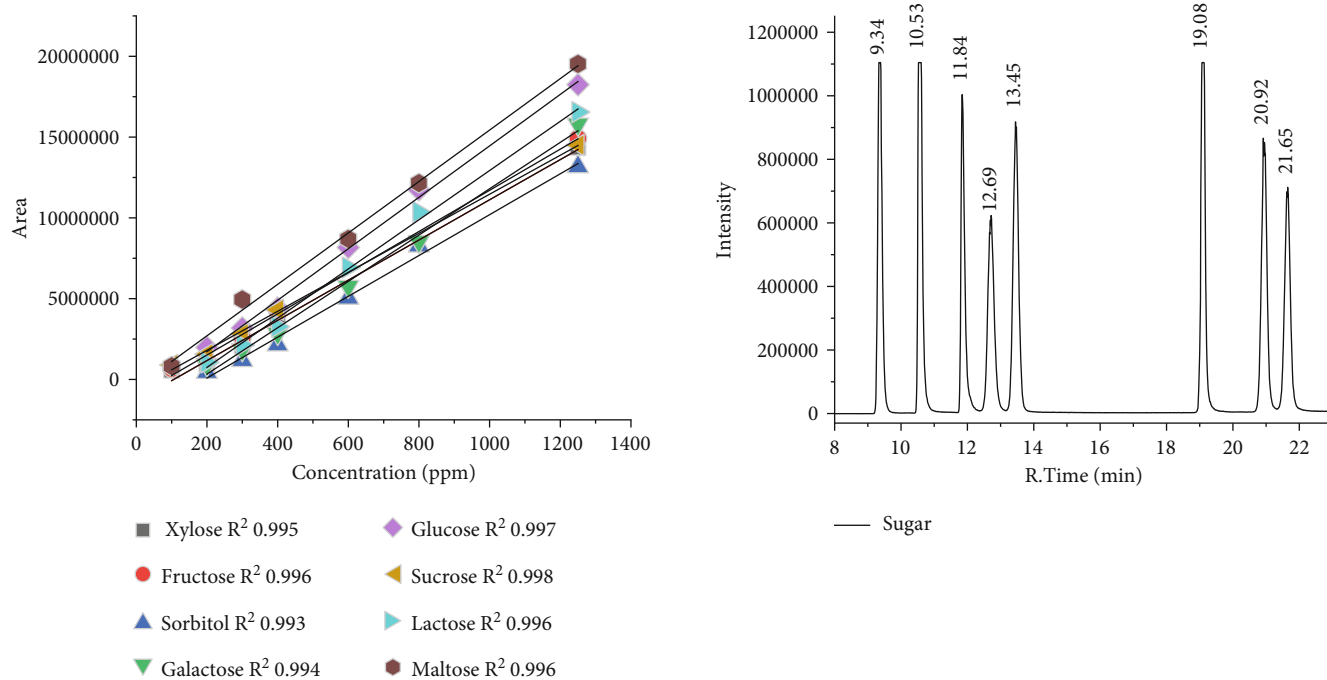 20000000
15000000
10000000
5000000
0
Area
0 200 400 600 800 1000 1200 1400
Concentration (ppm)
Xylose R² 0.995
Fructose R² 0.996
Sorbitol R² 0.993
Galactose R² 0.994
Glucose R² 0.997
Sucrose R² 0.998
Lactose R² 0.996
Maltose R² 0.996
1200000
1000000
800000
600000
400000
200000
0
Intensity
9.34
10.53
11.84
12.69
13.45
19.08
20.92
21.65
8 10 12 14 16 18 20 22
R.Time (min)
Sugar